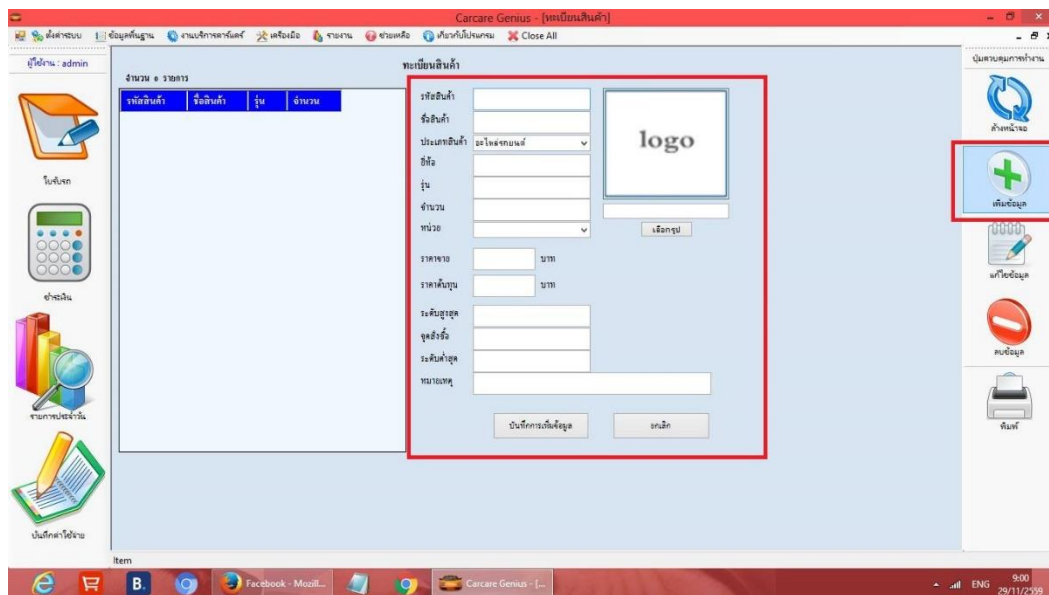 Carcare Genius - [ทะเบียนสินค้า]
ตั้งค่าระบบ ข้อมูลพื้นฐาน งานบริการคาร์แคร์ เครื่องมือ รายงาน ช่วยเหลือ เกี่ยวกับโปรแกรม Close All
ผู้ใช้งาน : admin
ทะเบียนสินค้า
ปุ่มควบคุมการทำงาน
จำนวน 0 รายการ
รหัสสินค้า ชื่อสินค้า รุ่น จำนวน
รหัสสินค้า
ชื่อสินค้า
ประเภทสินค้า อะไหล่รถยนต์
ยี่ห้อ
รุ่น
จำนวน
หน่วย
ราคาขาย บาท
ราคาต้นทุน บาท
ระดับสูงสุด
จุดสั่งซื้อ
ระดับต่ำสุด
หมายเหตุ
logo
เลือกรูป
บันทึกการเพิ่มข้อมูล ยกเลิก
ใบรับรถ
ชำระเงิน
รายการประจำวัน
บันทึกค่าใช้จ่าย
ล้างหน้าจอ
เพิ่มข้อมูล
แก้ไขข้อมูล
ลบข้อมูล
พิมพ์
Item
B. Facebook - Mozill... Carcare Genius - [... ENG 9:00
29/11/2559